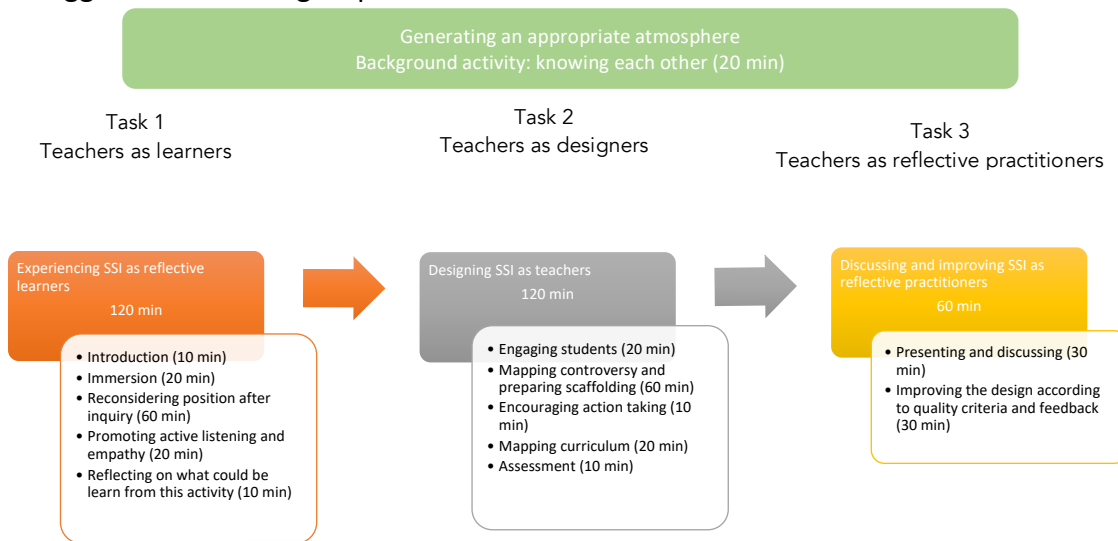 Generating an appropriate atmosphere
Background activity: knowing each other (20 min)
Task 1
Teachers as learners
Task 2
Teachers as designers
Task 3
Teachers as reflective practitioners
Experiencing SSI as reflective
learners
120 min
• Introduction (10 min)
• Immersion (20 min)
• Reconsidering position after
inquiry (60 min)
• Promoting active listening and
empathy (20 min)
• Reflecting on what could be
learn from this activity (10 min)
Designing SSI as teachers
120 min
• Engaging students (20 min)
• Mapping controversy and
preparing scaffolding (60 min)
• Encouraging action taking (10
min)
• Mapping curriculum (20 min)
• Assessment (10 min)
Discussing and improving SSI as
reflective practitioners
60 min
• Presenting and discussing (30
min)
• Improving the design according
to quality criteria and feedback
(30 min)